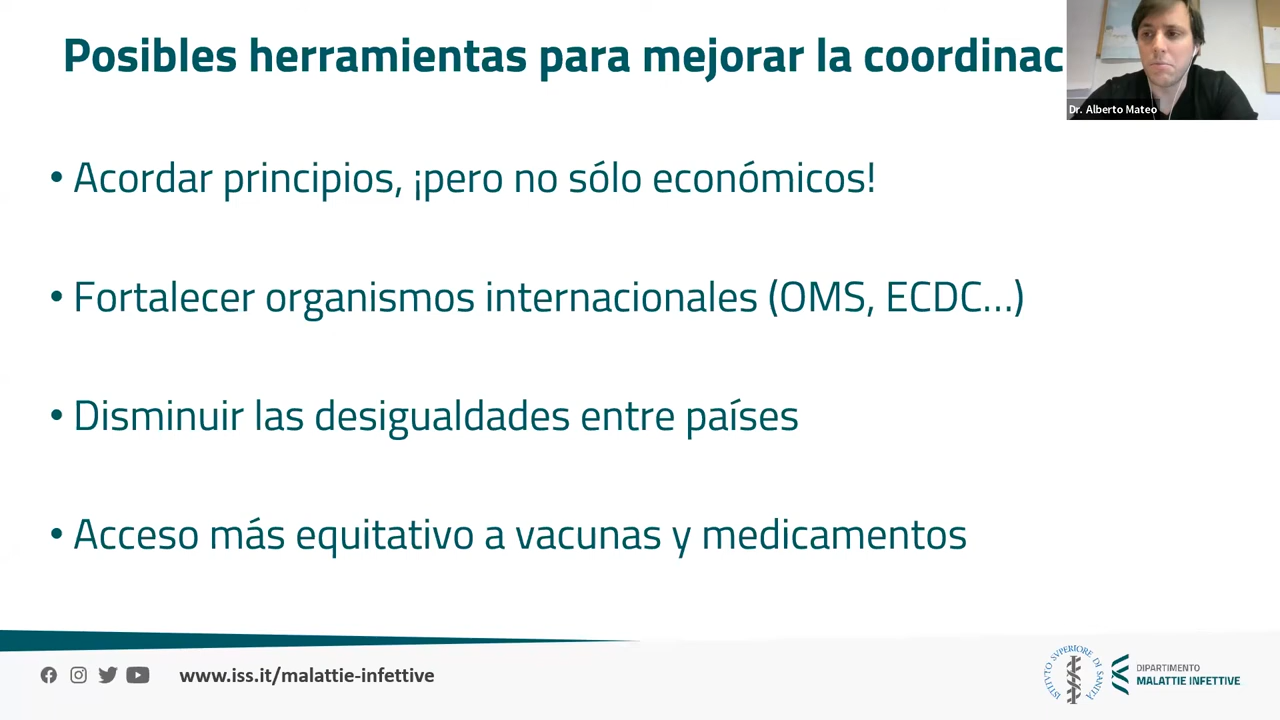 Posibles herramientas para mejorar la coordinac
Dr. Alberto Mateo
• Acordar principios, ¡pero no sólo económicos!
• Fortalecer organismos internacionales (OMS, ECDC...)
• Disminuir las desigualdades entre países
• Acceso más equitativo a vacunas y medicamentos
www.iss.it/malattie-infettive
ISTITUTO SVPERIORE DI SANITÀ
DIPARTIMENTO
MALATTIE INFETTIVE